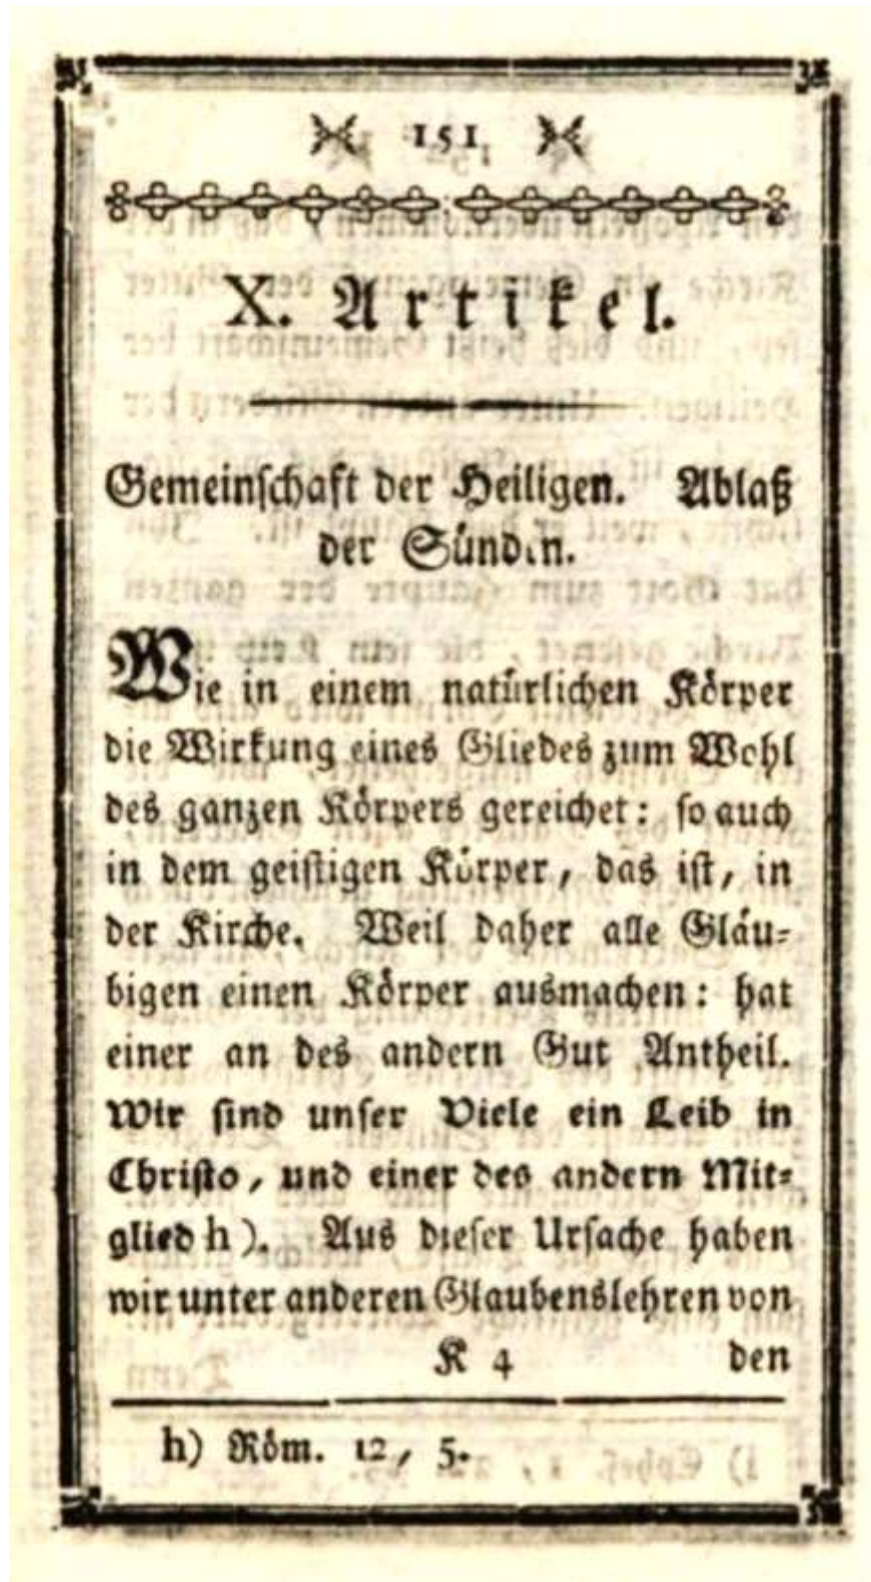 151
X. Artikel.
Gemeinschaft der Heiligen. Ablaß
der Sünden.
Wie in einem natürlichen Körper
die Wirkung eines Gliedes zum Wohl
des ganzen Körpers gereichet: so auch
in dem geistigen Körper, das ist, in
der Kirche. Weil daher alle Gläu-
bigen einen Körper ausmachen: hat
einer an des andern Gut Antheil.
Wir sind unser Viele ein Leib in
Christo, und einer des andern Mit-
glied h). Aus dieser Ursache haben
wir unter anderen Glaubenslehren von
K 4 den
h) Röm. 12, 5.